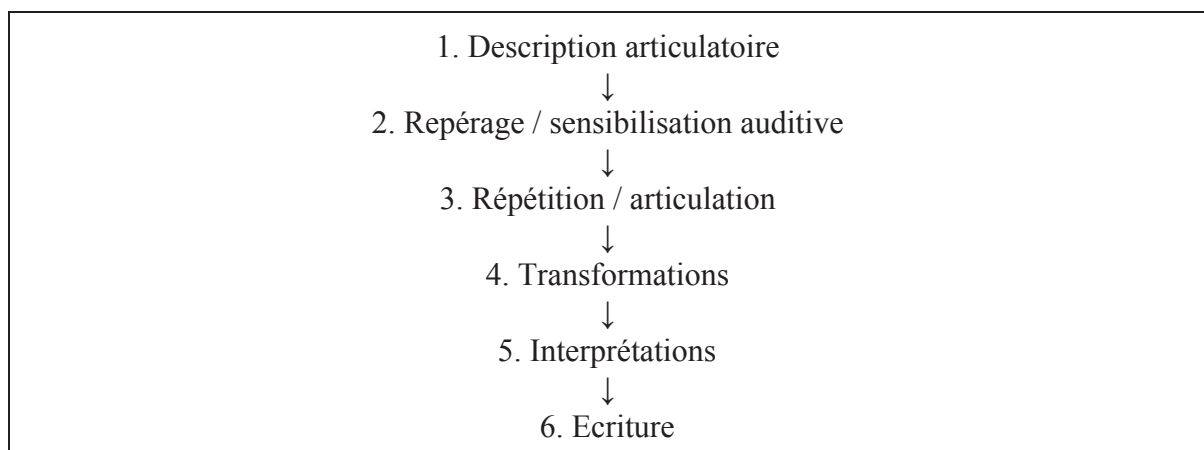 1. Description articulatoire
↓
2. Repérage / sensibilisation auditive
↓
3. Répétition / articulation
↓
4. Transformations
↓
5. Interprétations
↓
6. Ecriture